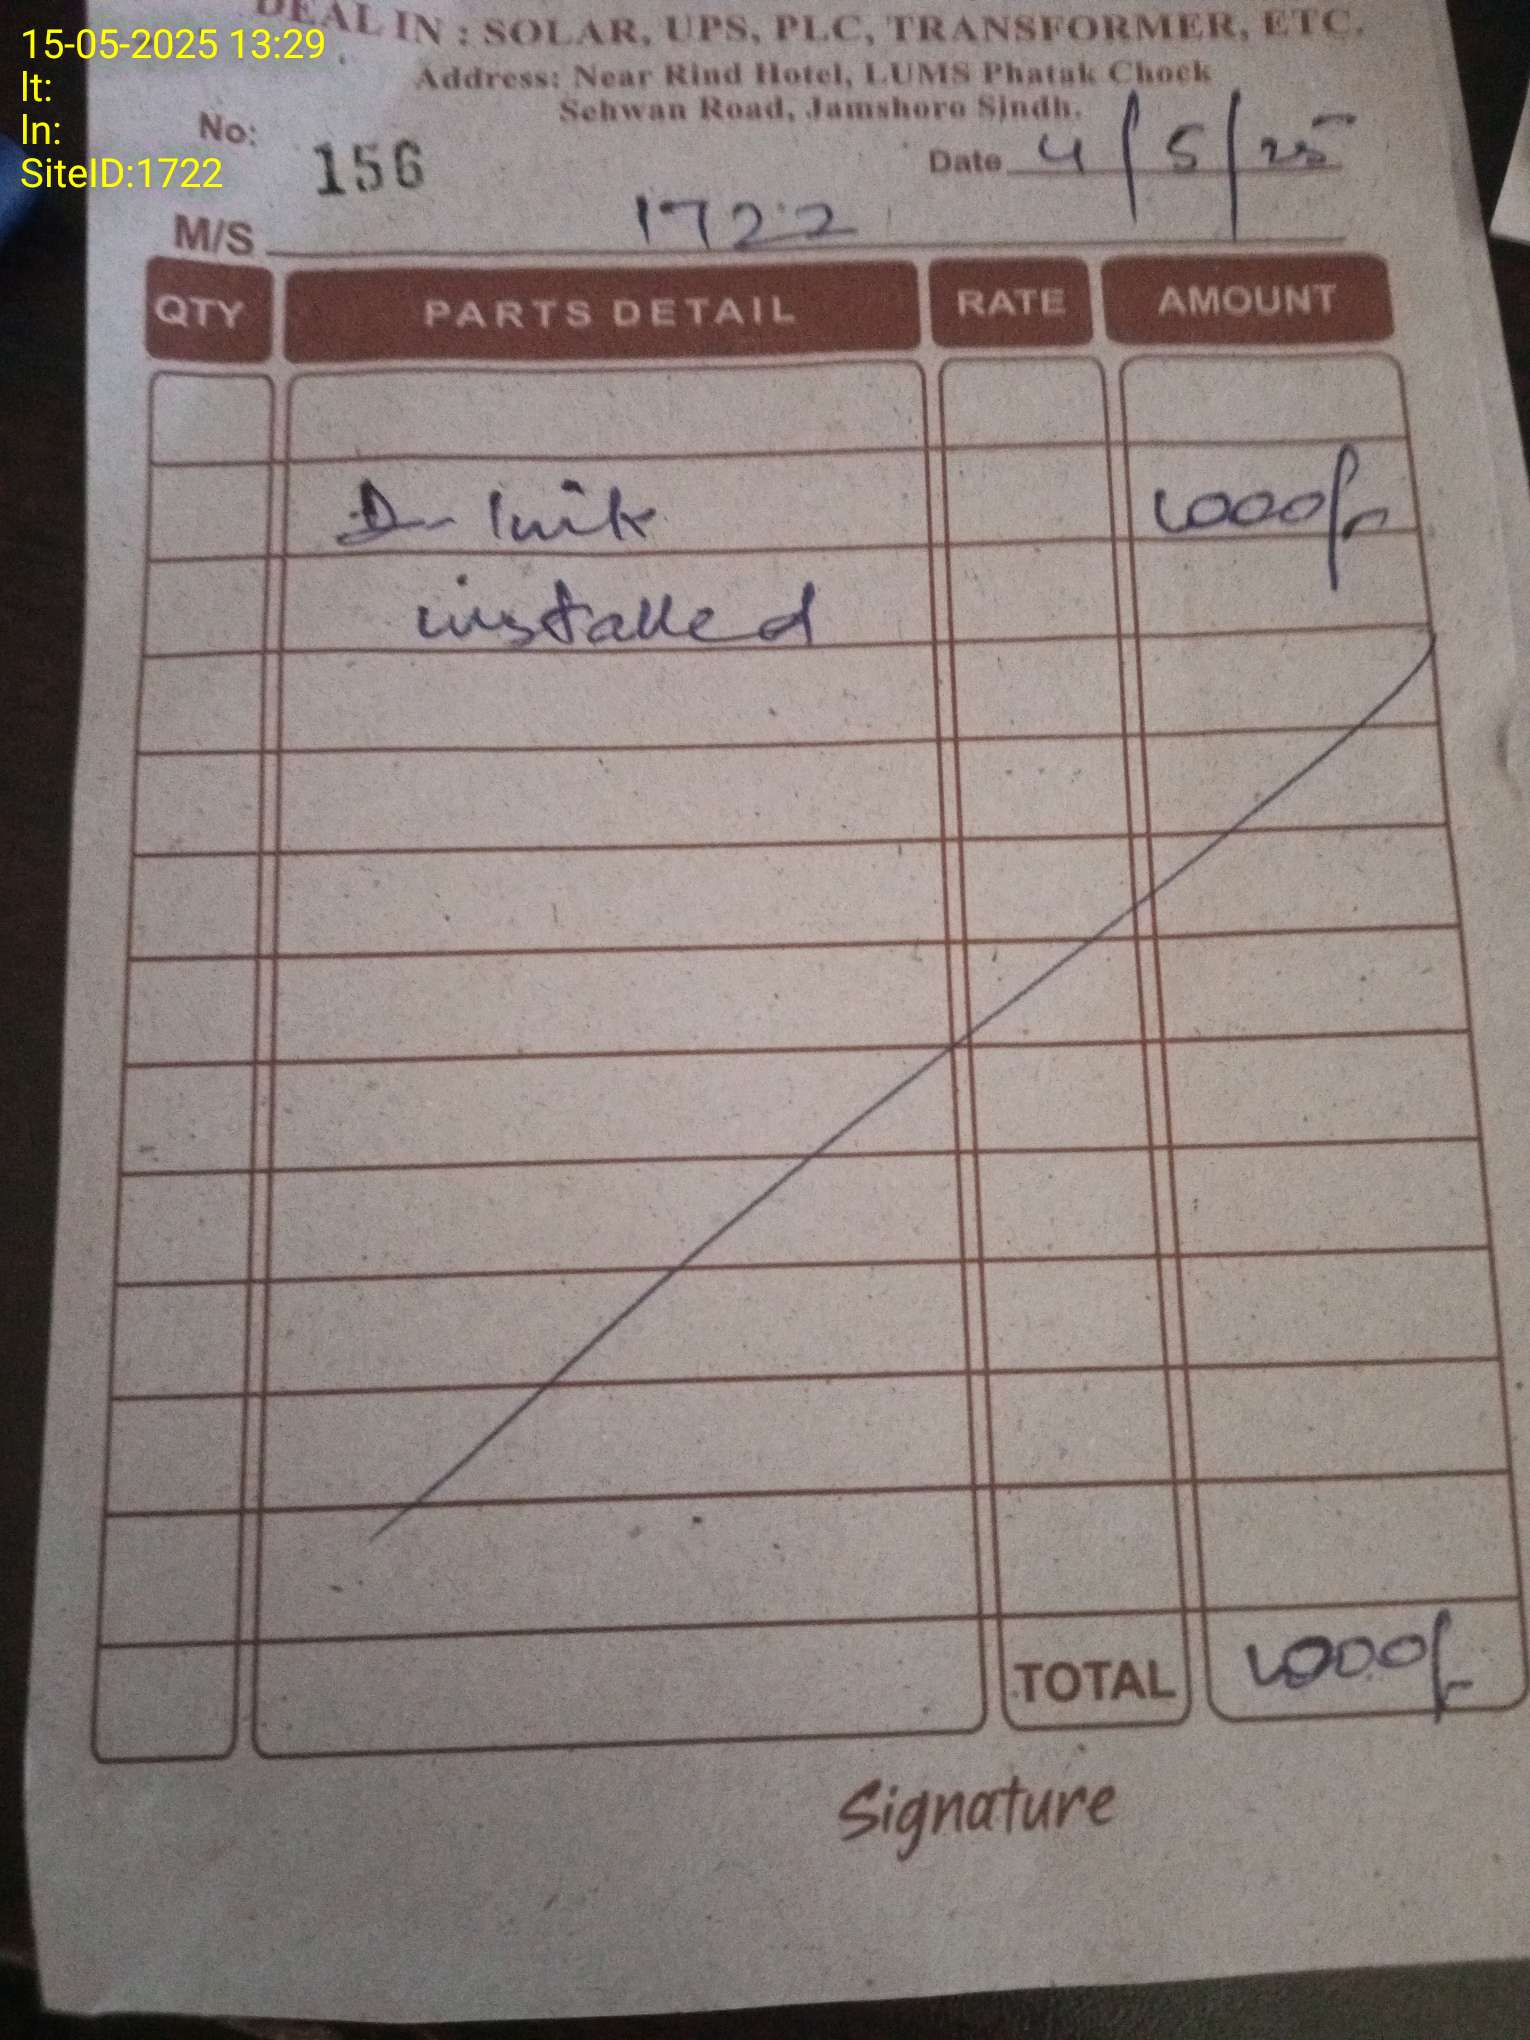 15-05-2025 13:29
lt:
ln:
SiteID:1722
DEAL IN : SOLAR, UPS, PLC, TRANSFORMER, ETC.
Address: Near Rind Hotel, LUMS Phatak Chock
Sehwan Road, Jamshoro Sindh.
No: 156
Date 4/5/25
M/S 1722
QTY PARTS DETAIL RATE AMOUNT
D- link 1000/-
installed
TOTAL 1000/-
Signature